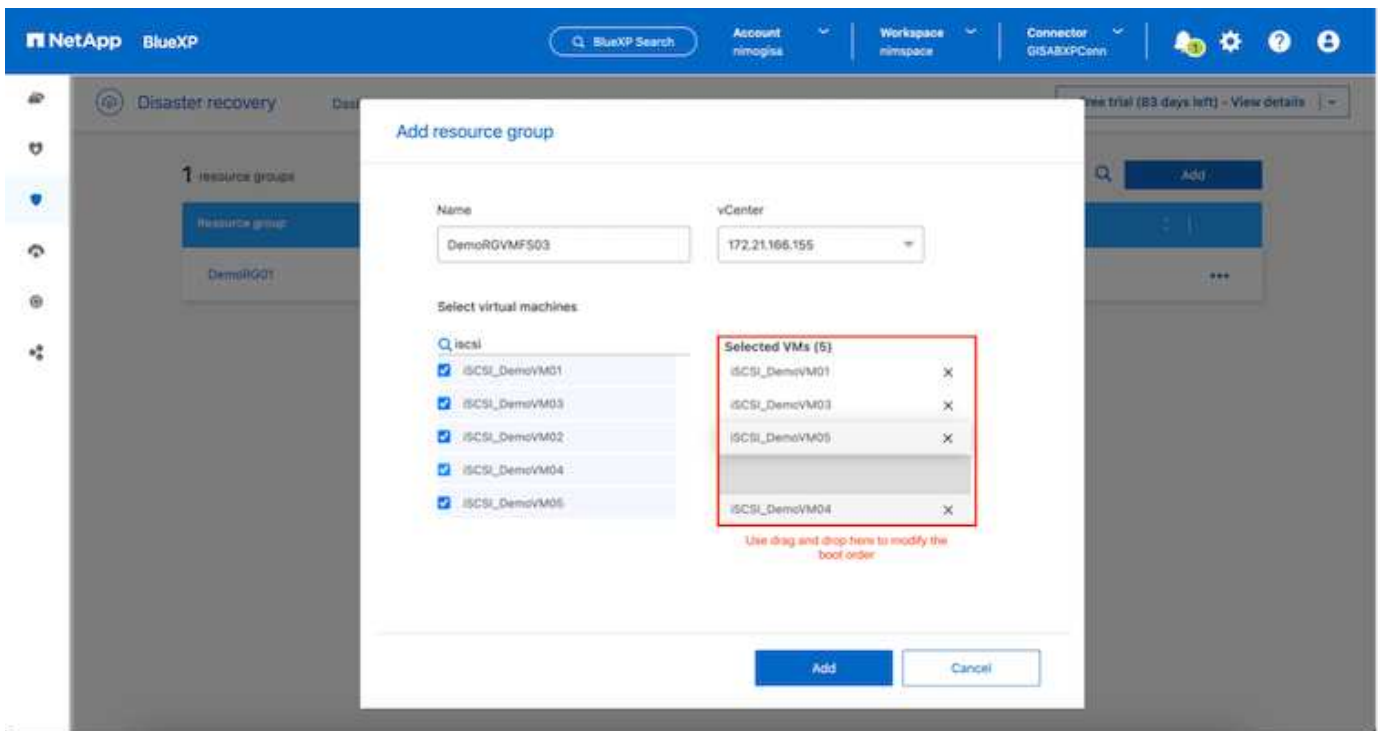 NetApp BlueXP
BlueXP Search
Account
nimogisa
Workspace
nimspace
Connector
GISABXPConn
1
Disaster recovery
Free trial (83 days left) - View details
Add resource group
1 resource groups
Add
Resource group
DemoRG01
Name
vCenter
DemoRGVMFS03
172.21.166.155
Select virtual machines
iscsi
iSCSI_DemoVM01
iSCSI_DemoVM03
iSCSI_DemoVM02
iSCSI_DemoVM04
iSCSI_DemoVM05
Selected VMs (5)
iSCSI_DemoVM01
iSCSI_DemoVM03
iSCSI_DemoVM05
iSCSI_DemoVM04
Use drag and drop here to modify the
boot order
Add
Cancel